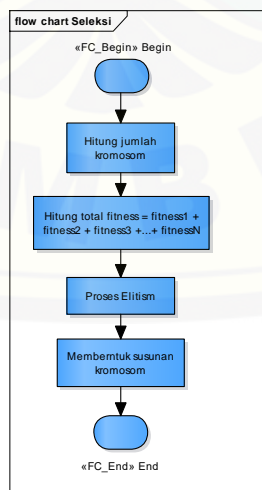 flow chart Seleksi
«FC_Begin» Begin
Hitung jumlah
kromosom
Hitung total fitness = fitness1 +
fitness2 + fitness3 +...+ fitnessN
Proses Elitism
Memberntuk susunan
kromosom
«FC_End» End